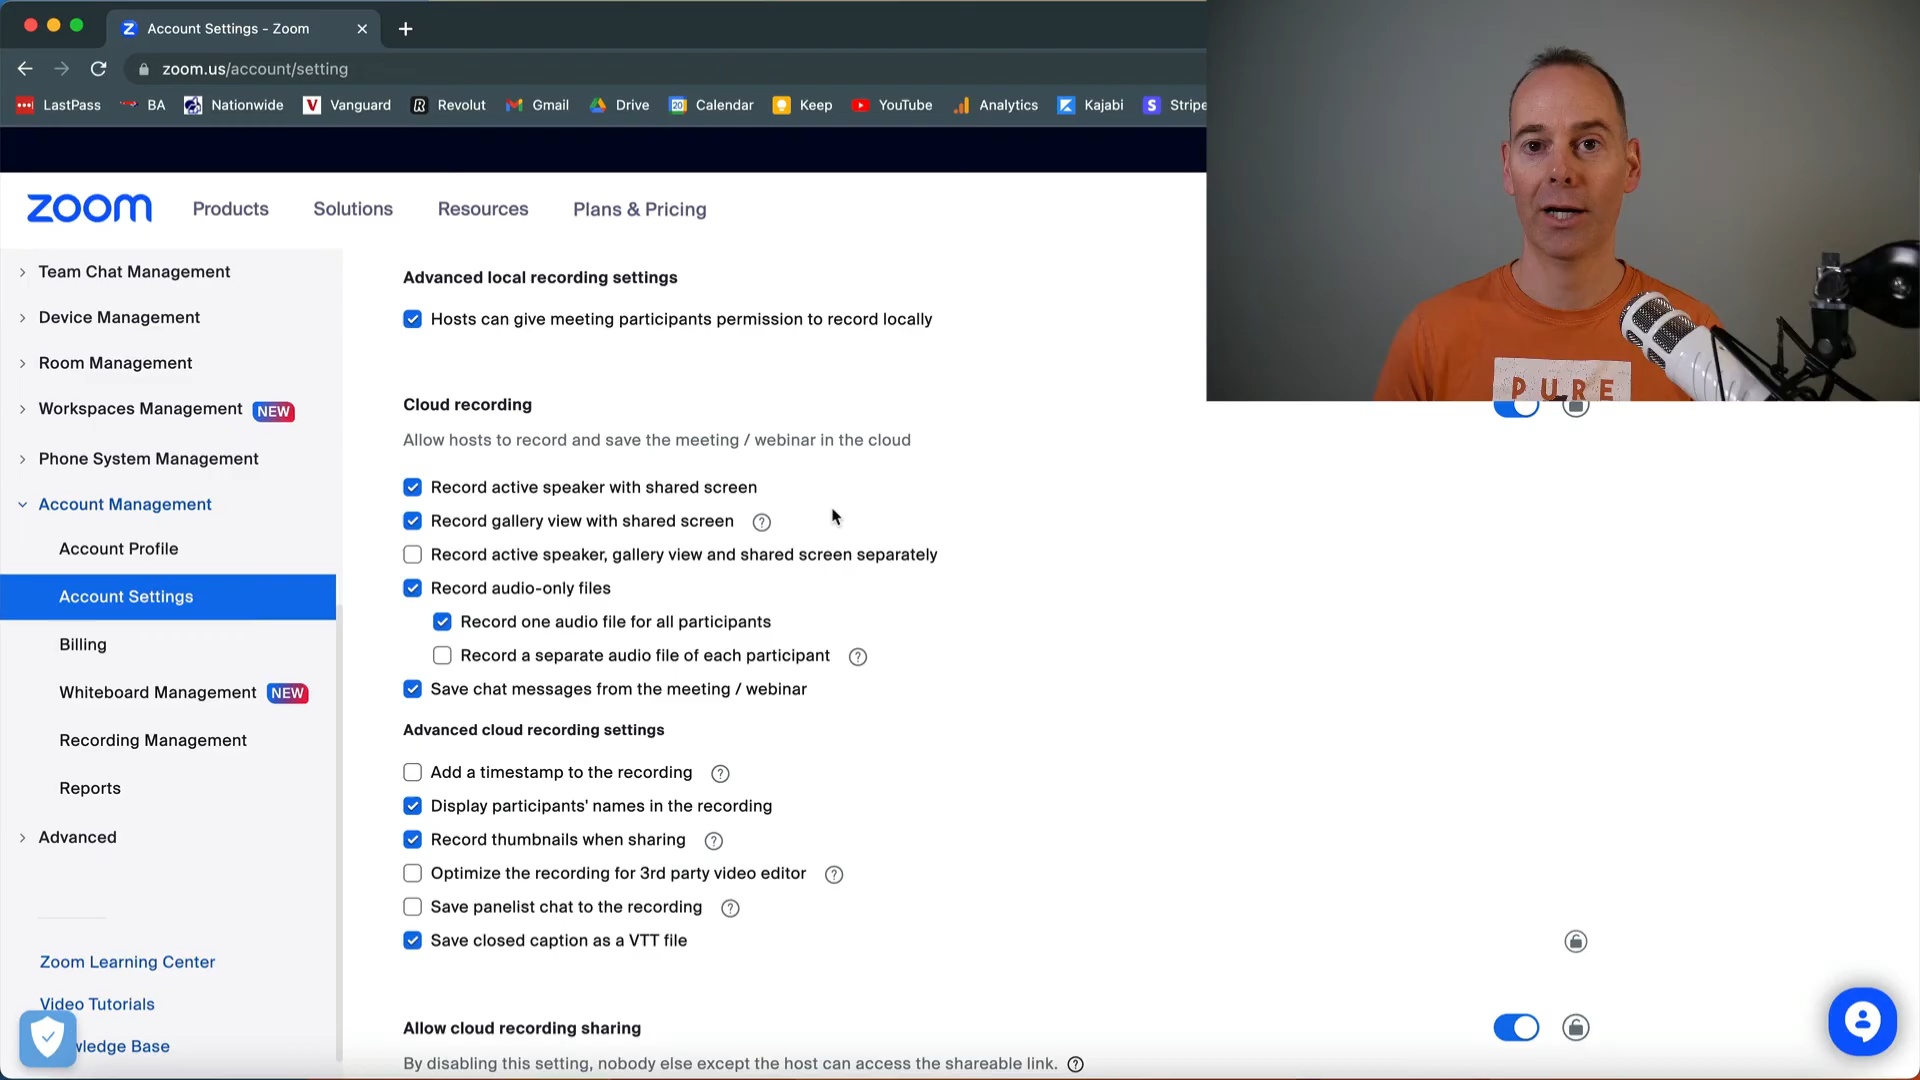 Account Settings - Zoom
zoom.us/account/setting
LastPass BA Nationwide Vanguard Revolut Gmail Drive Calendar Keep YouTube Analytics Kajabi Stripe
zoom Products Solutions Resources Plans & Pricing
Team Chat Management
Device Management
Room Management
Workspaces Management NEW
Phone System Management
Account Management
Account Profile
Account Settings
Billing
Whiteboard Management NEW
Recording Management
Reports
Advanced
Zoom Learning Center
Video Tutorials
wledge Base
Advanced local recording settings
Hosts can give meeting participants permission to record locally
Cloud recording
Allow hosts to record and save the meeting / webinar in the cloud
Record active speaker with shared screen
Record gallery view with shared screen
Record active speaker, gallery view and shared screen separately
Record audio-only files
Record one audio file for all participants
Record a separate audio file of each participant
Save chat messages from the meeting / webinar
Advanced cloud recording settings
Add a timestamp to the recording
Display participants' names in the recording
Record thumbnails when sharing
Optimize the recording for 3rd party video editor
Save panelist chat to the recording
Save closed caption as a VTT file
Allow cloud recording sharing
By disabling this setting, nobody else except the host can access the shareable link.
PURE